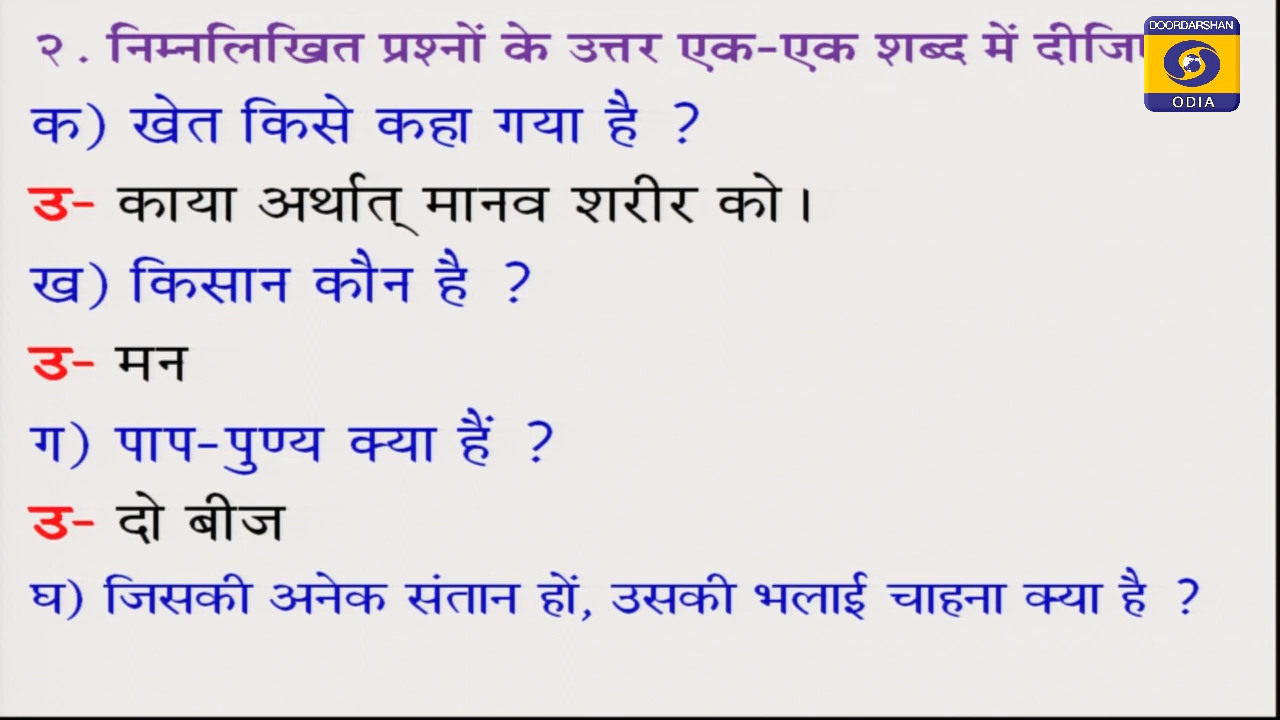 २. निम्नलिखित प्रश्नों के उत्तर एक-एक शब्द में
DOORDARSHAN
ODIA
क) खेत किसे कहा गया है ?
उ- काया अर्थात् मानव शरीर को।
ख) किसान कौन है ?
उ- मन
ग) पाप-पुण्य क्या हैं ?
उ- दो बीज
घ) जिसकी अनेक संतान हों, उसकी भलाई चाहना क्या है ?